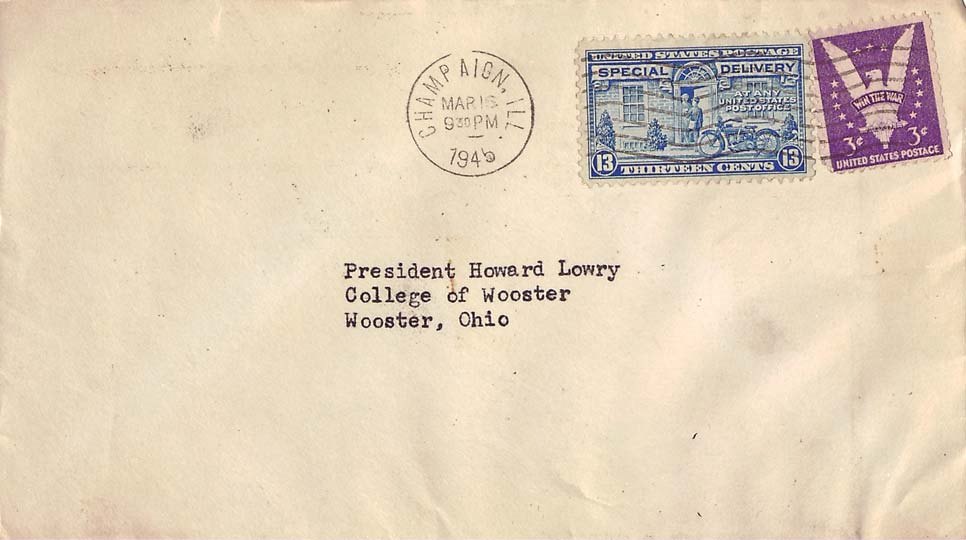 CHAMPAIGN, ILL.
MAR 16
9 30 PM
1945
UNITED STATES POSTAGE
SPECIAL DELIVERY
AT ANY
UNITED STATES
POST OFFICE
13 THIRTEEN CENTS 13
WIN THE WAR
3¢ 3¢
UNITED STATES POSTAGE
President Howard Lowry
College of Wooster
Wooster, Ohio